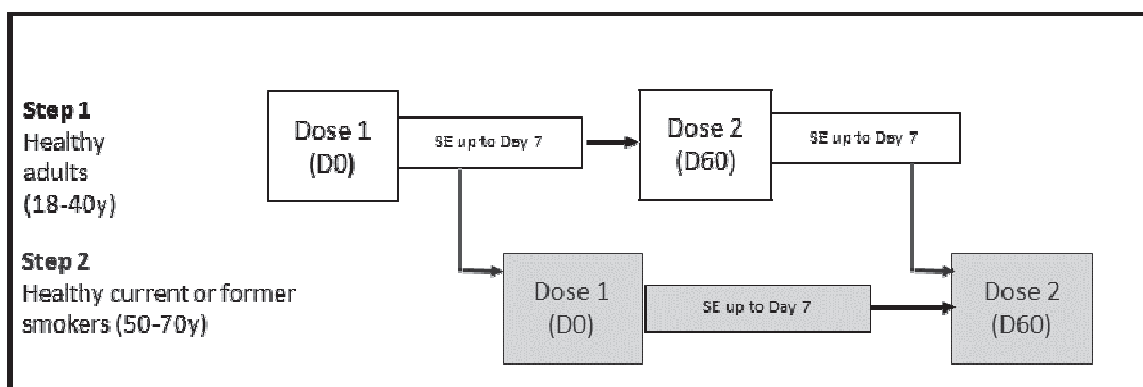 Step 1
Healthy
adults
(18-40y)
Dose 1
(D0)
SE up to Day 7
Dose 2
(D60)
SE up to Day 7
Step 2
Healthy current or former
smokers (50-70y)
Dose 1
(D0)
SE up to Day 7
Dose 2
(D60)